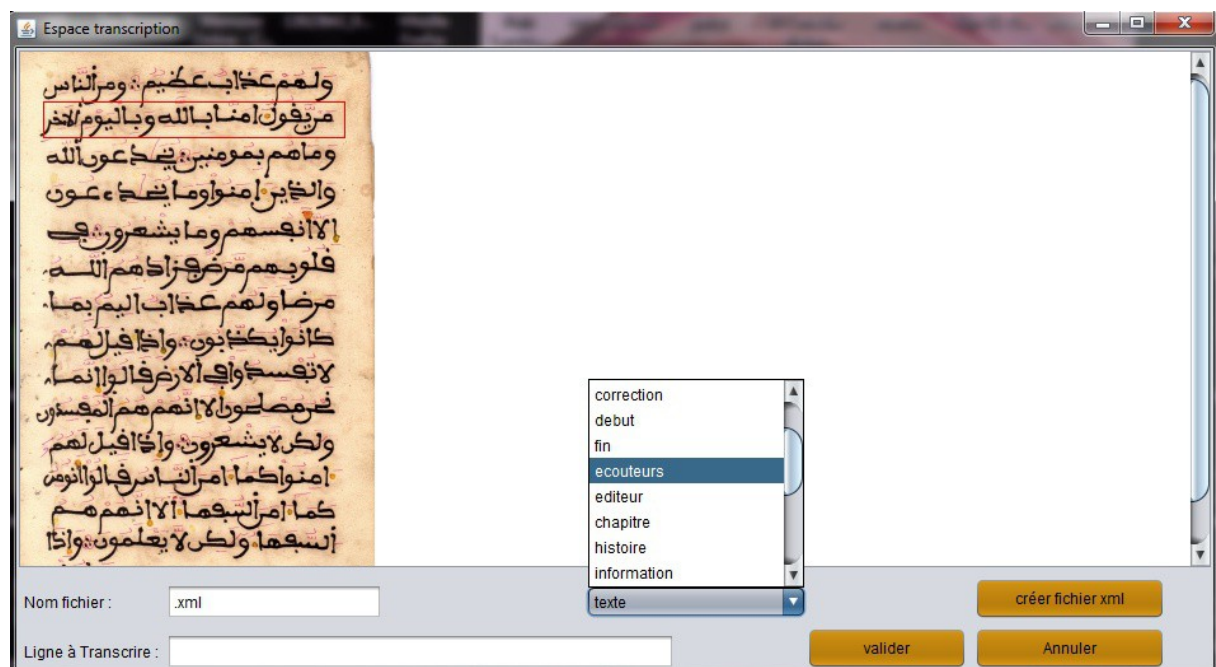 Espace transcription
ولهم عذاب عظيم ومن الناس
من يقول امنا بالله وباليوم الاخر
وما هم بمومنين يخدعون الله
والذين امنوا وما يخدعون
الا انفسهم وما يشعرون في
قلوبهم مرض فزادهم الله
مرضا ولهم عذاب اليم بما
كانوا يكذبون واذا قيل لهم
لا تفسدوا في الارض قالوا انما
نحن مصلحون الا انهم هم المفسدون
ولكن لا يشعرون واذا قيل لهم
امنوا كما امن الناس قالوا انومن
كما امن السفها الا انهم هم
السفها ولكن لا يعلمون واذا
correction
debut
fin
ecouteurs
editeur
chapitre
histoire
information
Nom fichier : .xml texte créer fichier xml
Ligne à Transcrire : valider Annuler